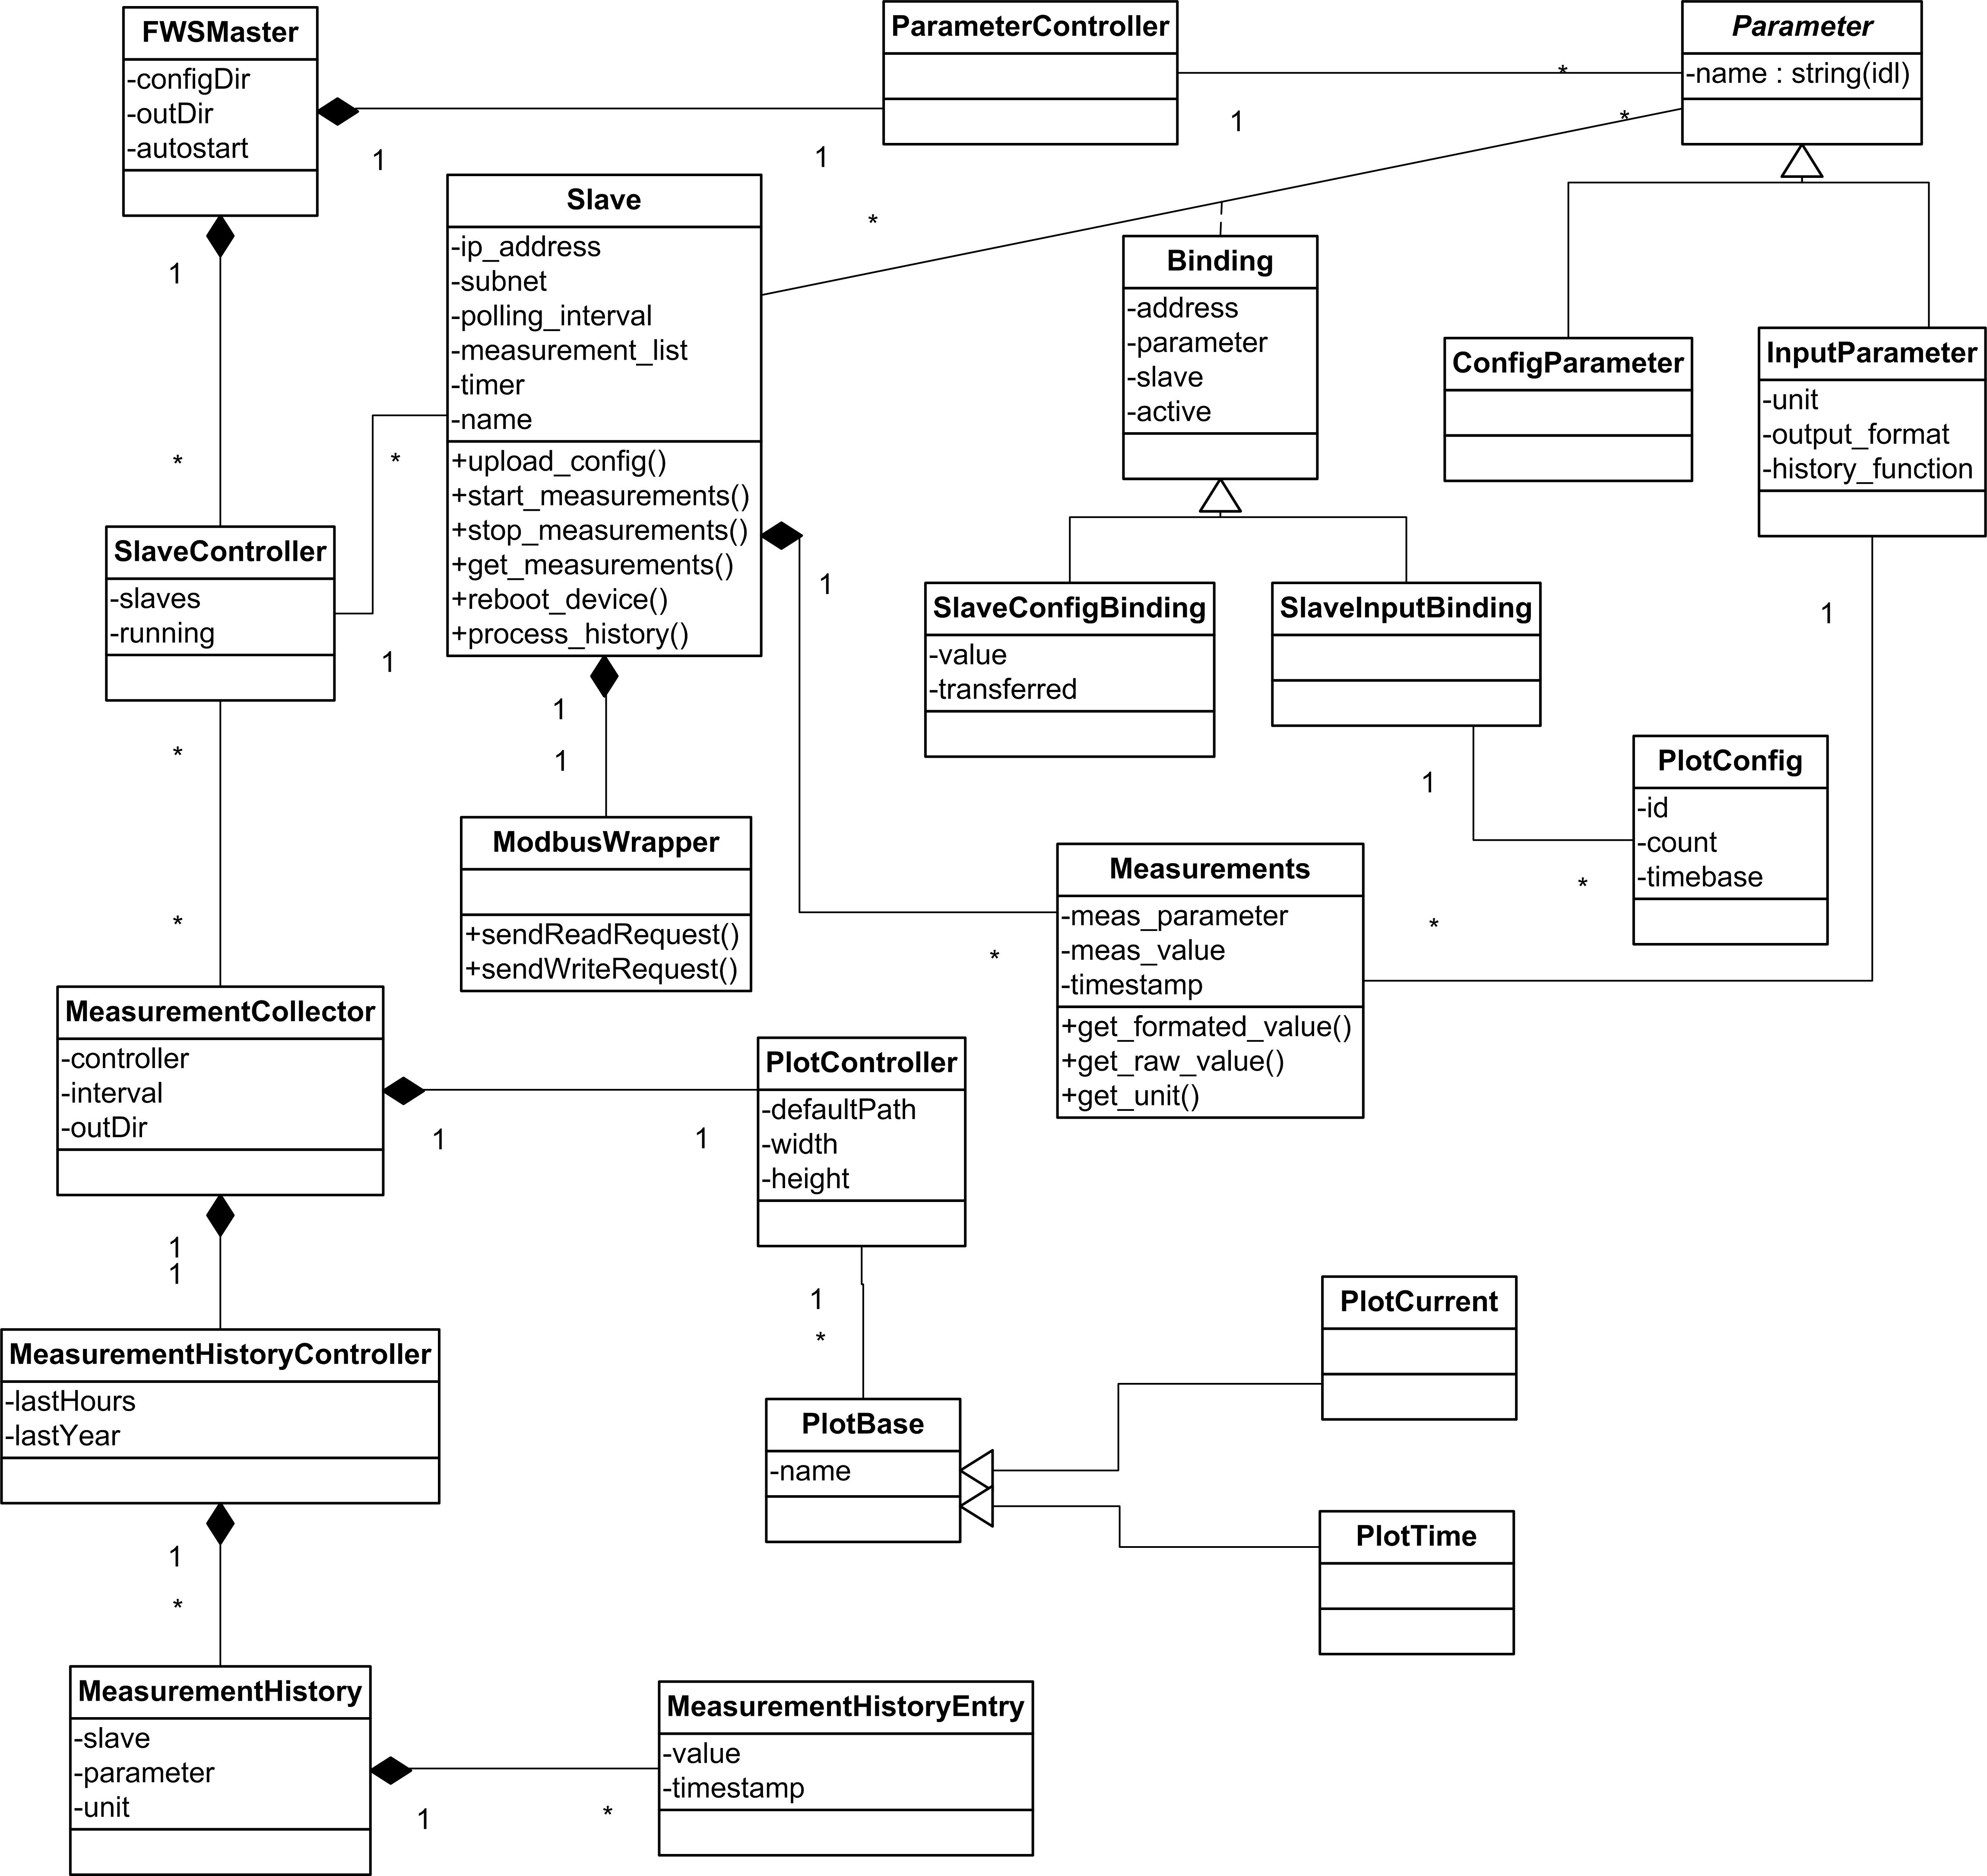 FWSMaster
-configDir
-outDir
-autostart
ParameterController
Parameter
-name : string(idl)
1
1
1
*
*
*
Slave
-ip_address
-subnet
-polling_interval
-measurement_list
-timer
-name
+upload_config()
+start_measurements()
+stop_measurements()
+get_measurements()
+reboot_device()
+process_history()
Binding
-address
-parameter
-slave
-active
ConfigParameter
InputParameter
-unit
-output_format
-history_function
1
*
*
1
SlaveController
-slaves
-running
SlaveConfigBinding
-value
-transferred
SlaveInputBinding
1
1
1
1
*
*
PlotConfig
-id
-count
-timebase
1
*
ModbusWrapper
+sendReadRequest()
+sendWriteRequest()
Measurements
-meas_parameter
-meas_value
-timestamp
+get_formated_value()
+get_raw_value()
+get_unit()
*
*
MeasurementCollector
-controller
-interval
-outDir
1
1
PlotController
-defaultPath
-width
-height
1
1
1
*
MeasurementHistoryController
-lastHours
-lastYear
PlotBase
-name
PlotCurrent
PlotTime
1
*
MeasurementHistory
-slave
-parameter
-unit
1
*
MeasurementHistoryEntry
-value
-timestamp